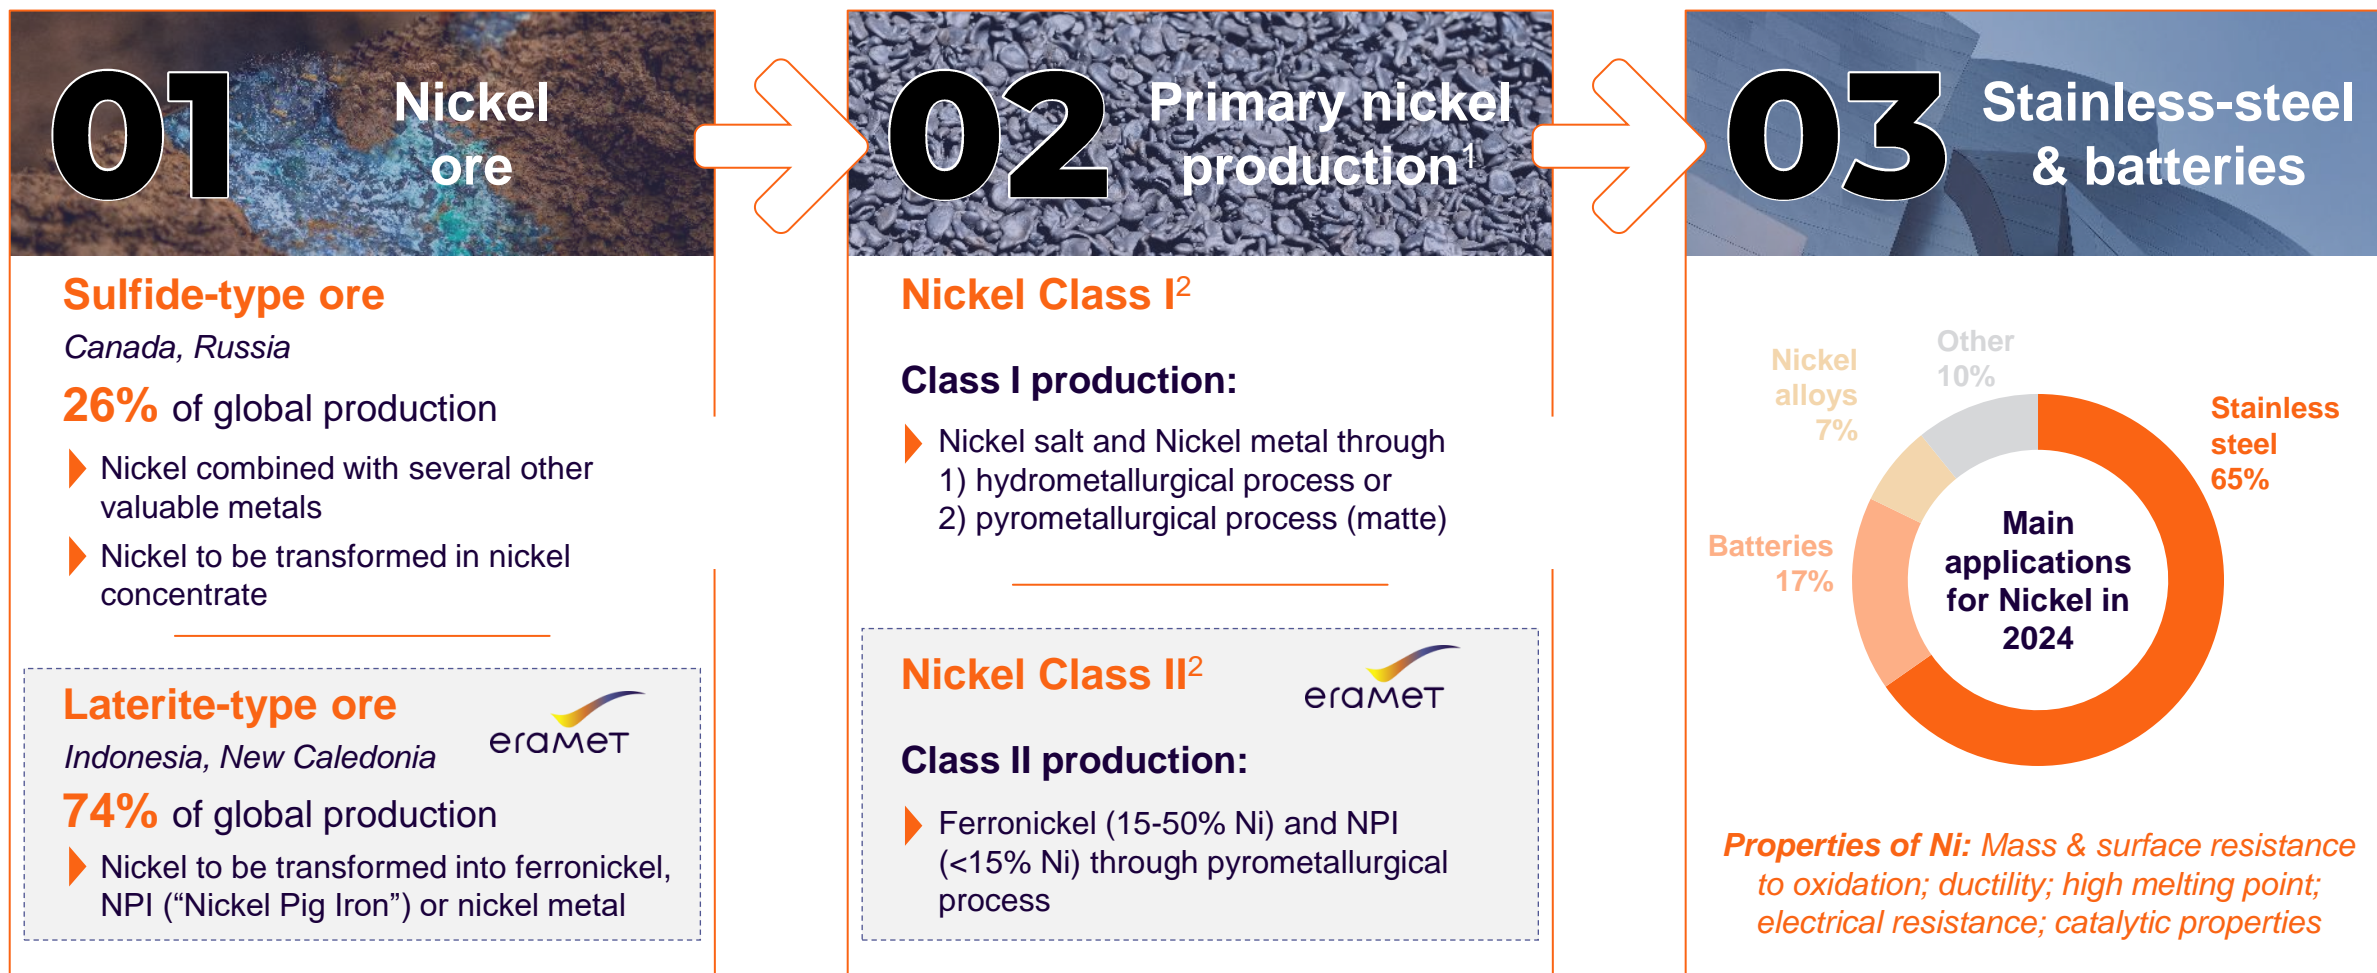 01
Nickel
ore
Sulfide-type ore
Canada, Russia
26% of global production
Nickel combined with several other
valuable metals
Nickel to be transformed in nickel
concentrate
Laterite-type ore
eramet
Indonesia, New Caledonia
74% of global production
Nickel to be transformed into ferronickel,
NPI (“Nickel Pig Iron”) or nickel metal
02
Primary nickel
production1
Nickel Class I2
Class I production:
Nickel salt and Nickel metal through
1) hydrometallurgical process or
2) pyrometallurgical process (matte)
Nickel Class II2
eramet
Class II production:
Ferronickel (15-50% Ni) and NPI
(<15% Ni) through pyrometallurgical
process
03
Stainless-steel
& batteries
Other
10%
Nickel
alloys
7%
Stainless
steel
65%
Batteries
17%
Main
applications
for Nickel in
2024
Properties of Ni: Mass & surface resistance
to oxidation; ductility; high melting point;
electrical resistance; catalytic properties